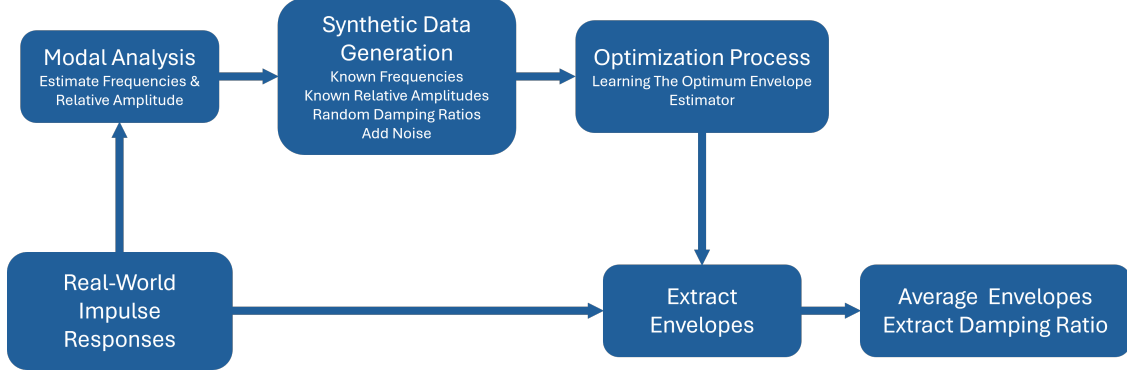 Modal Analysis
Estimate Frequencies &
Relative Amplitude
Synthetic Data
Generation
Known Frequencies
Known Relative Amplitudes
Random Damping Ratios
Add Noise
Optimization Process
Learning The Optimum Envelope
Estimator
Real-World
Impulse
Responses
Extract
Envelopes
Average Envelopes
Extract Damping Ratio